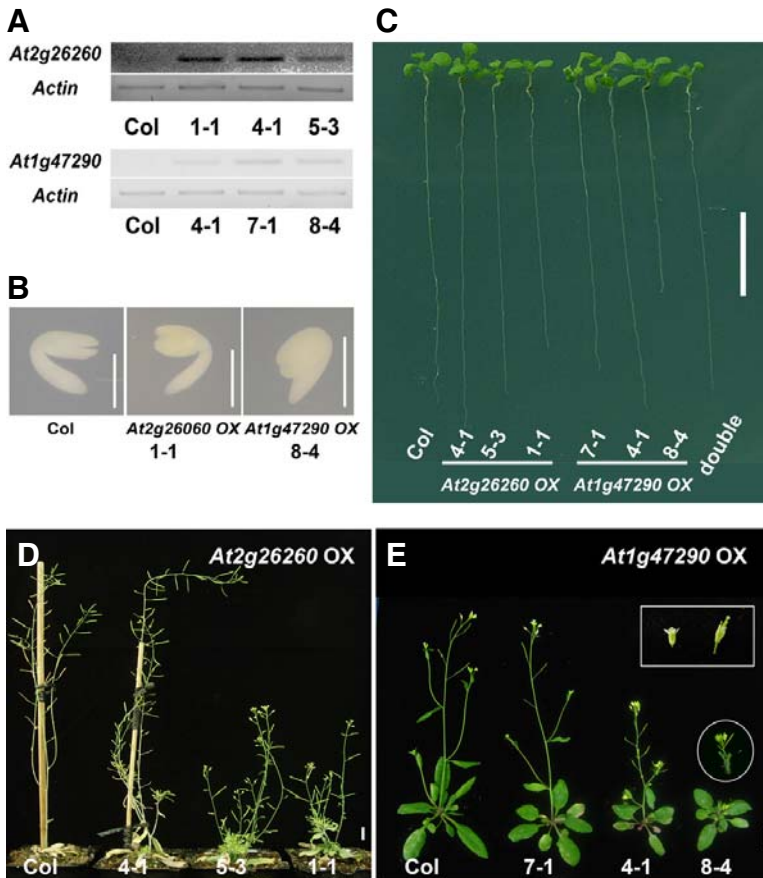 A
At2g26260
Actin
Col 1-1 4-1 5-3
At1g47290
Actin
Col 4-1 7-1 8-4
B
Col
At2g26060 OX
1-1
At1g47290 OX
8-4
C
Col
4-1
5-3
1-1
At2g26260 OX
7-1
4-1
8-4
At1g47290 OX
double
D
At2g26260 OX
Col 4-1 5-3 1-1
E
At1g47290 OX
Col 7-1 4-1 8-4